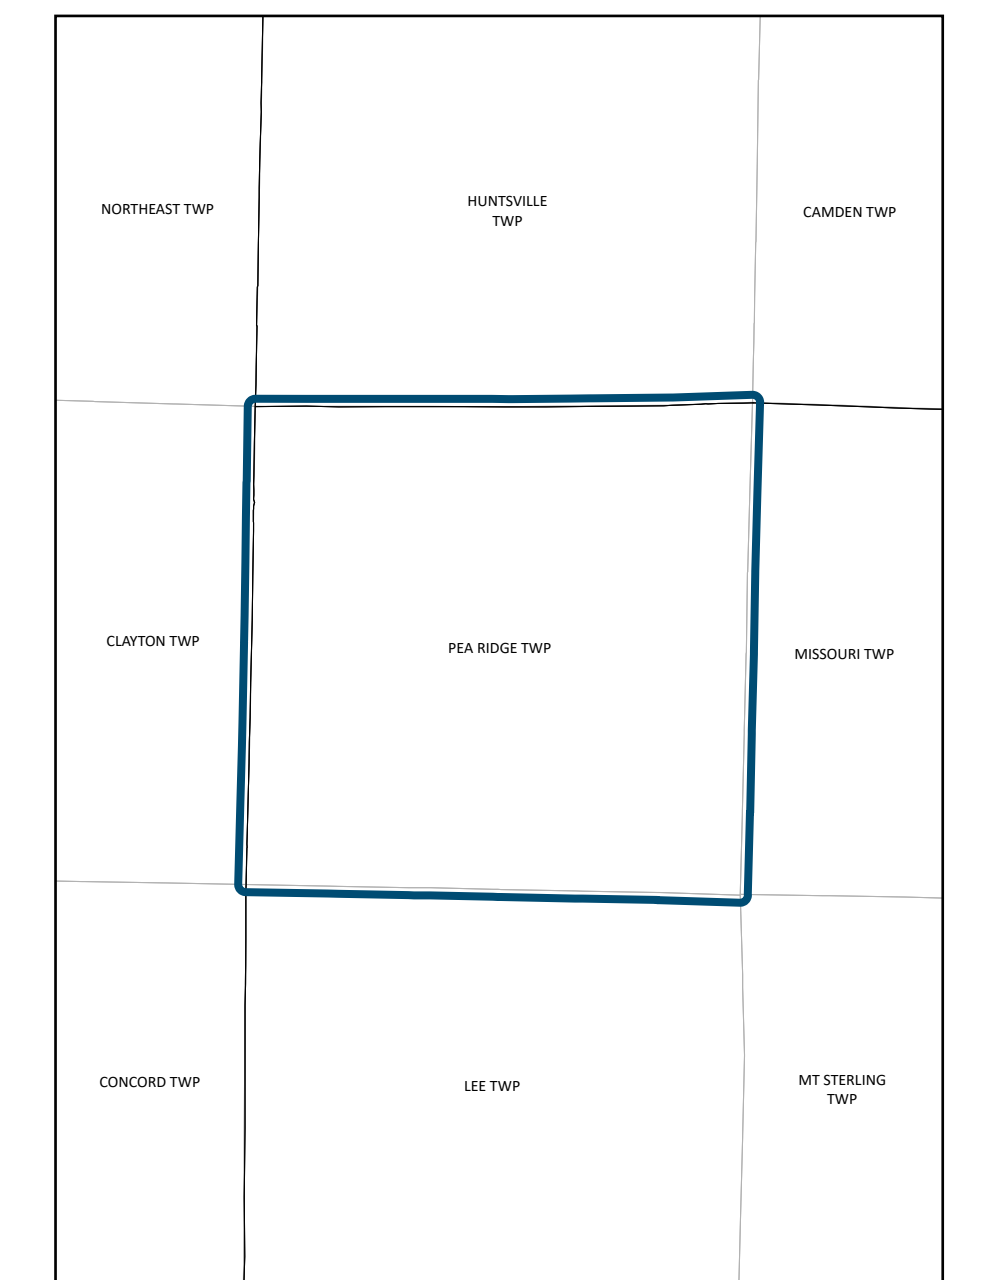 NORTHEAST TWP
HUNTSVILLE
TWP
CAMDEN TWP
CLAYTON TWP
PEA RIDGE TWP
MISSOURI TWP
CONCORD TWP
LEE TWP
MT STERLING
TWP